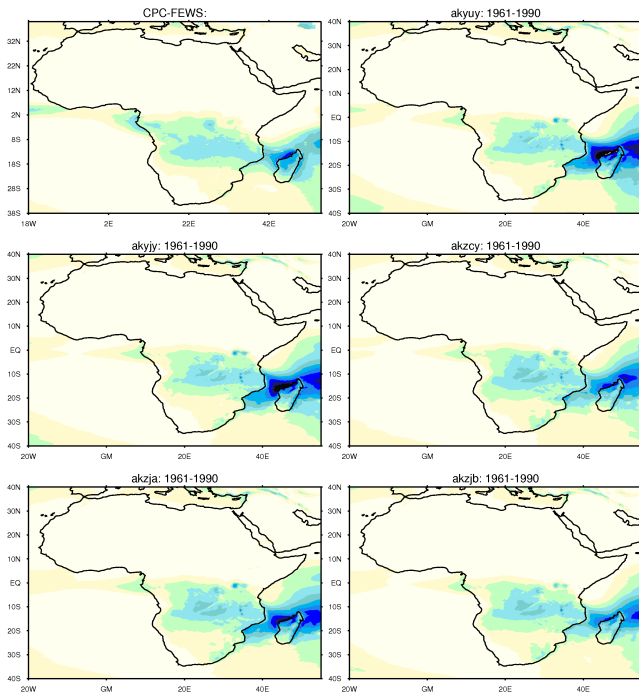 CPC-FEWS:
akyuy: 1961-1990
32N
22N
12N
2N
8S
18S
28S
38S
18W
2E
22E
42E
40N
30N
20N
10N
EQ
10S
20S
30S
40S
20W
GM
20E
40E
akyjy: 1961-1990
akzcy: 1961-1990
40N
30N
20N
10N
EQ
10S
20S
30S
40S
20W
GM
20E
40E
40N
30N
20N
10N
EQ
10S
20S
30S
40S
20W
GM
20E
40E
akzja: 1961-1990
akzjb: 1961-1990
40N
30N
20N
10N
EQ
10S
20S
30S
40S
20W
GM
20E
40E
40N
30N
20N
10N
EQ
10S
20S
30S
40S
20W
GM
20E
40E